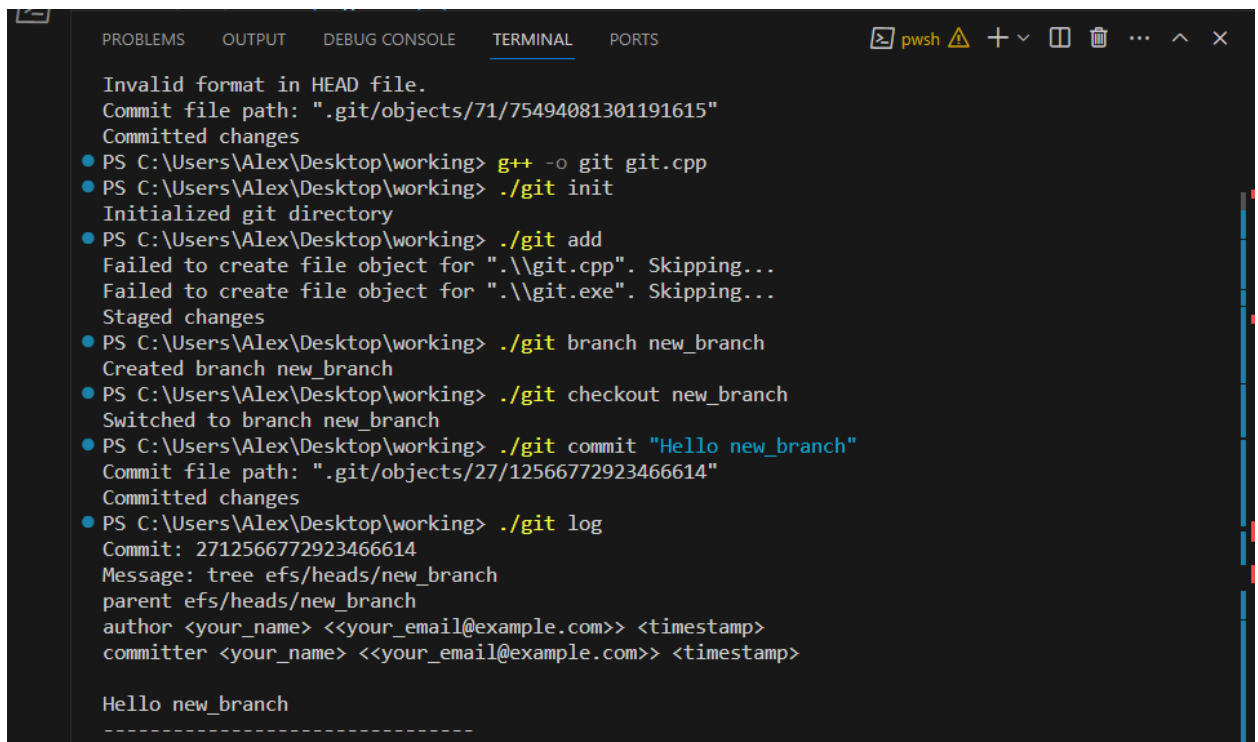 PROBLEMS OUTPUT DEBUG CONSOLE TERMINAL PORTS pwsh
Invalid format in HEAD file.
Commit file path: ".git/objects/71/75494081301191615"
Committed changes
PS C:\Users\Alex\Desktop\working> g++ -o git git.cpp
PS C:\Users\Alex\Desktop\working> ./git init
Initialized git directory
PS C:\Users\Alex\Desktop\working> ./git add
Failed to create file object for ".\\git.cpp". Skipping...
Failed to create file object for ".\\git.exe". Skipping...
Staged changes
PS C:\Users\Alex\Desktop\working> ./git branch new_branch
Created branch new_branch
PS C:\Users\Alex\Desktop\working> ./git checkout new_branch
Switched to branch new_branch
PS C:\Users\Alex\Desktop\working> ./git commit "Hello new_branch"
Commit file path: ".git/objects/27/12566772923466614"
Committed changes
PS C:\Users\Alex\Desktop\working> ./git log
Commit: 2712566772923466614
Message: tree efs/heads/new_branch
parent efs/heads/new_branch
author <your_name> <<your_email@example.com>> <timestamp>
committer <your_name> <<your_email@example.com>> <timestamp>
Hello new_branch
--------------------------------